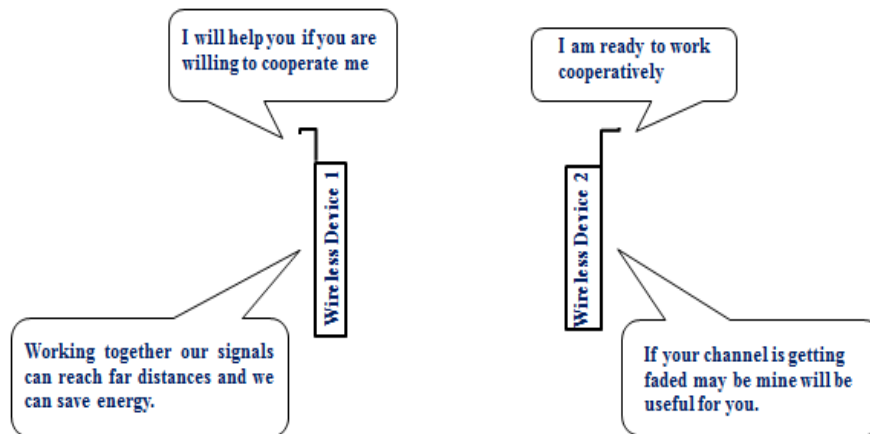 I will help you if you are
willing to cooperate me
I am ready to work
cooperatively
Wireless Device 1
Wireless Device 2
Working together our signals
can reach far distances and we
can save energy.
If your channel is getting
faded may be mine will be
useful for you.